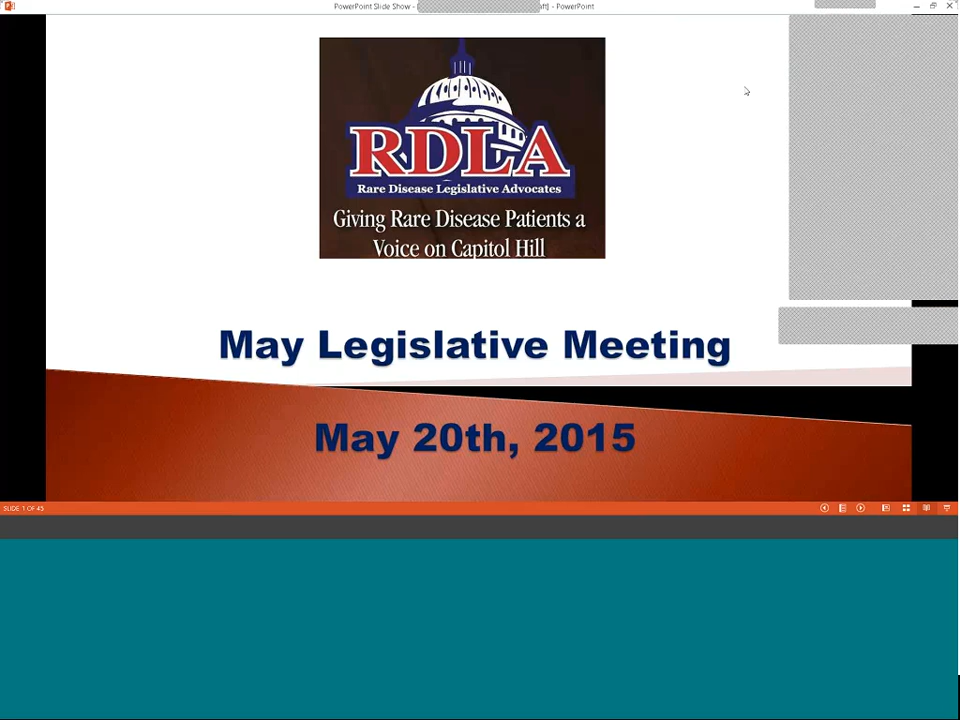 PowerPoint Slide Show - [ aft] - PowerPoint
RDLA
Rare Disease Legislative Advocates
Giving Rare Disease Patients a
Voice on Capitol Hill
May Legislative Meeting
May 20th, 2015
SLIDE 1 OF 45